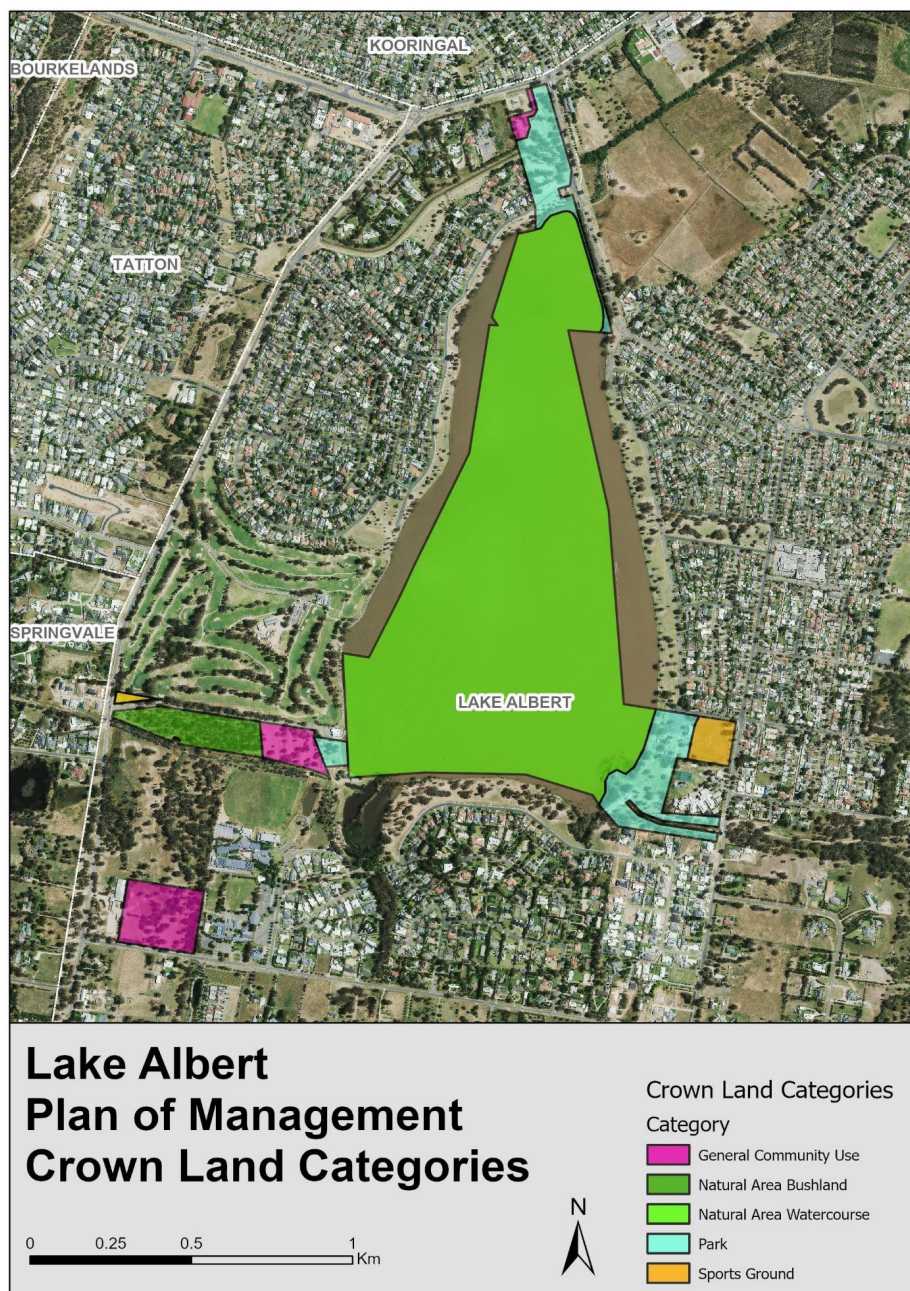 KOORINGAL
BOURKELANDS
TATTON
SPRINGVALE
LAKE ALBERT
Lake Albert
Plan of Management
Crown Land Categories
0 0.25 0.5 1
Km
N
Crown Land Categories
Category
General Community Use
Natural Area Bushland
Natural Area Watercourse
Park
Sports Ground